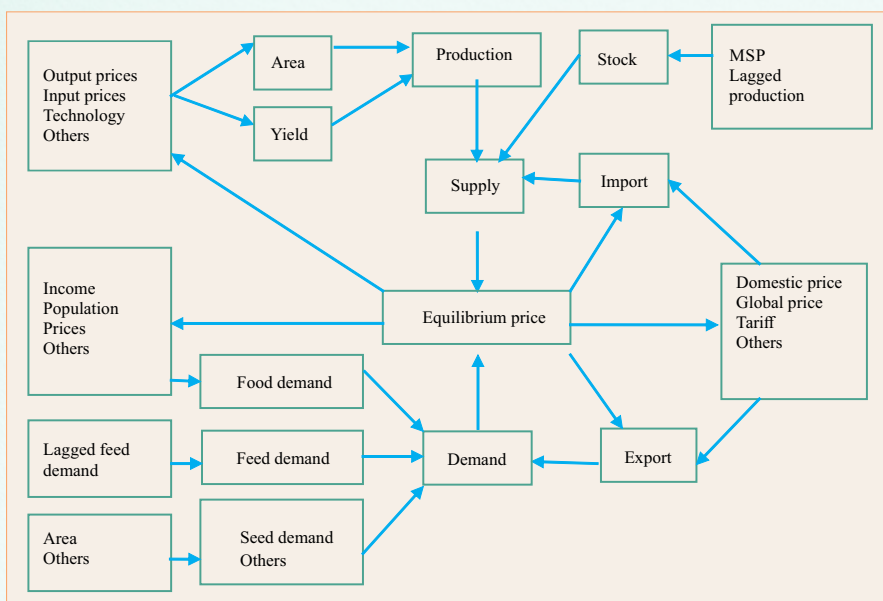 Output prices
Input prices
Technology
Others
Area
Yield
Production
Stock
MSP
Lagged
production
Supply
Import
Income
Population
Prices
Others
Equilibrium price
Domestic price
Global price
Tariff
Others
Food demand
Lagged feed
demand
Feed demand
Demand
Export
Area
Others
Seed demand
Others